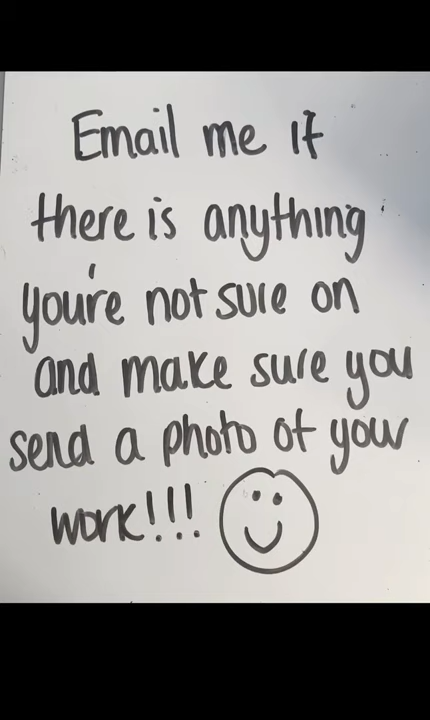 Email me if
there is anything
you're not sure on
and make sure you
send a photo of your
work!!!